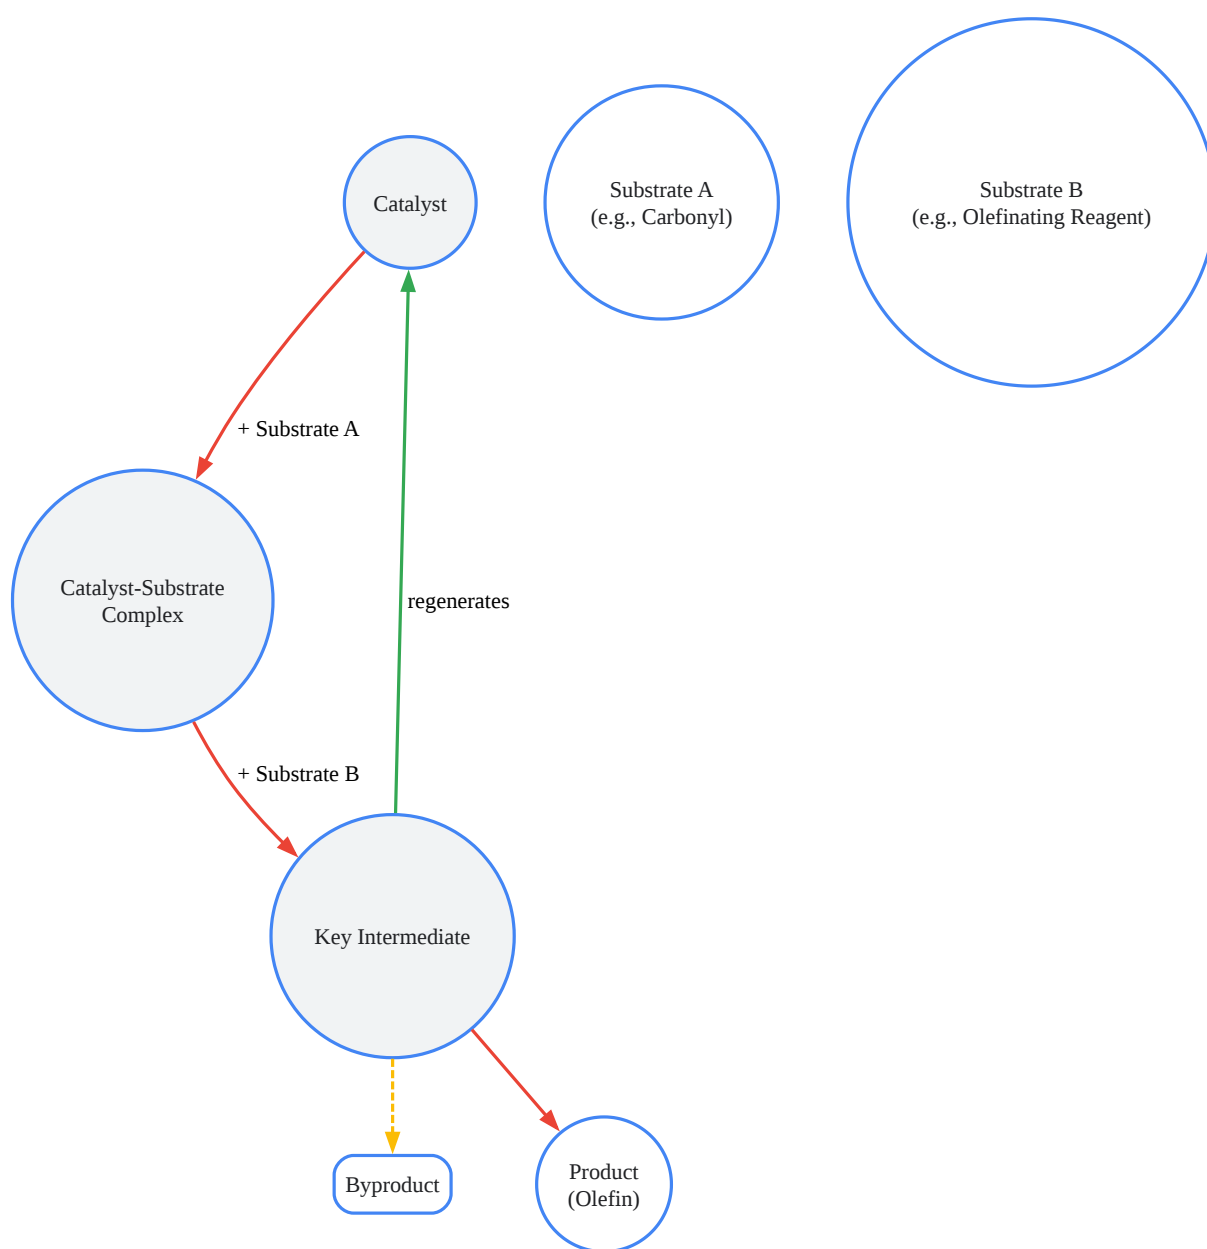 Catalyst
Substrate A
(e.g., Carbonyl)
Substrate B
(e.g., Olefinating Reagent)
+ Substrate A
Catalyst-Substrate
Complex
regenerates
+ Substrate B
Key Intermediate
Byproduct
Product
(Olefin)